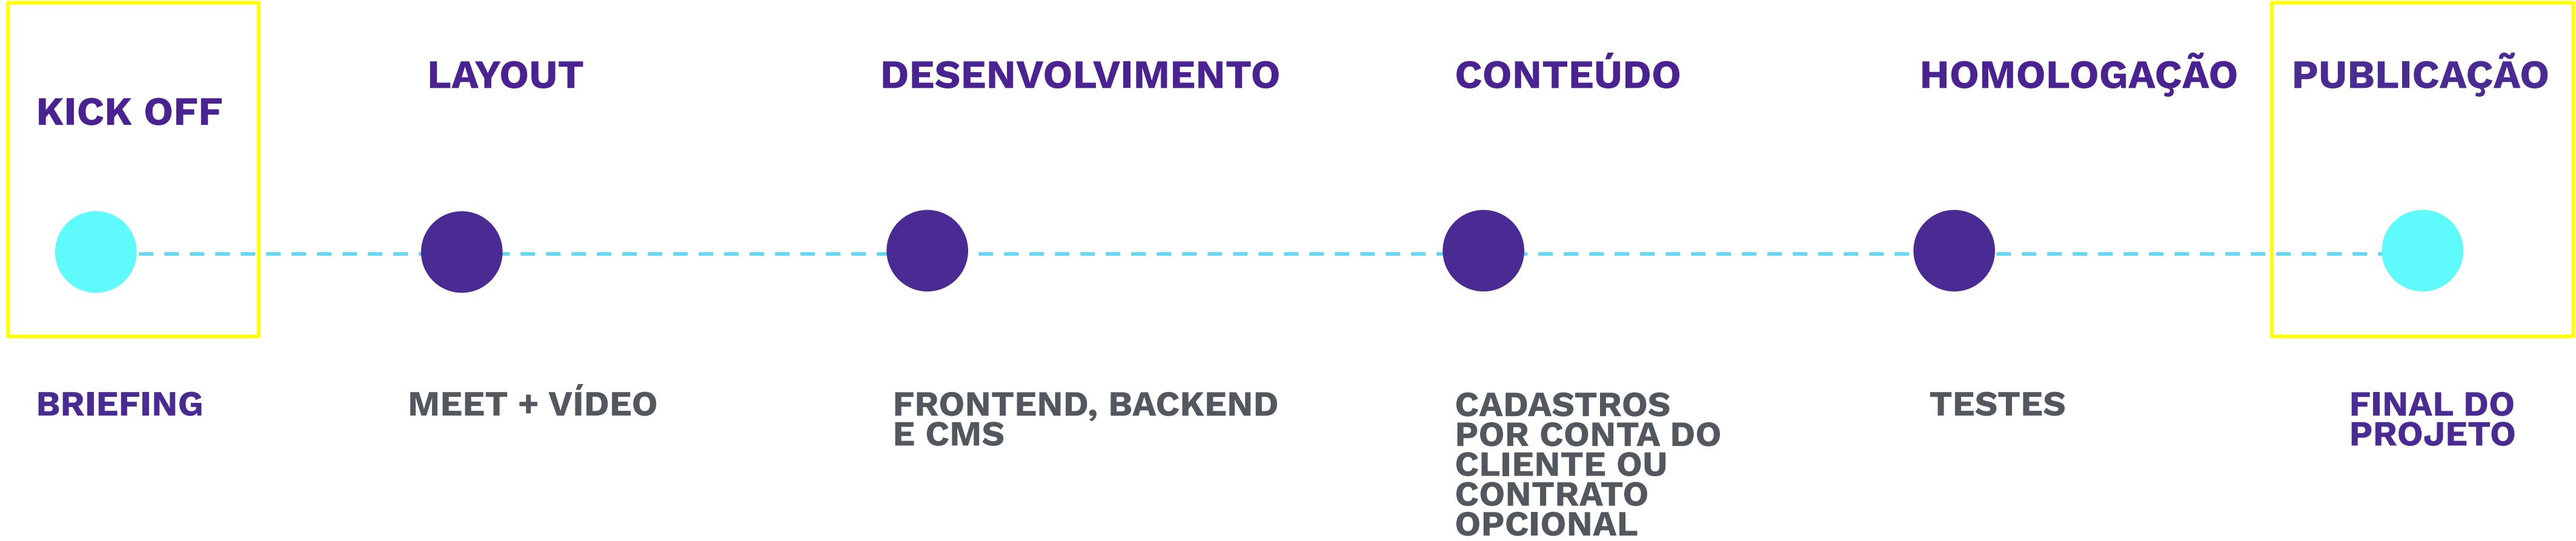 KICK OFF
LAYOUT
DESENVOLVIMENTO
CONTEÚDO
HOMOLOGAÇÃO
PUBLICAÇÃO
BRIEFING
MEET + VÍDEO
FRONTEND, BACKEND
E CMS
CADASTROS
POR CONTA DO
CLIENTE OU
CONTRATO
OPCIONAL
TESTES
FINAL DO
PROJETO